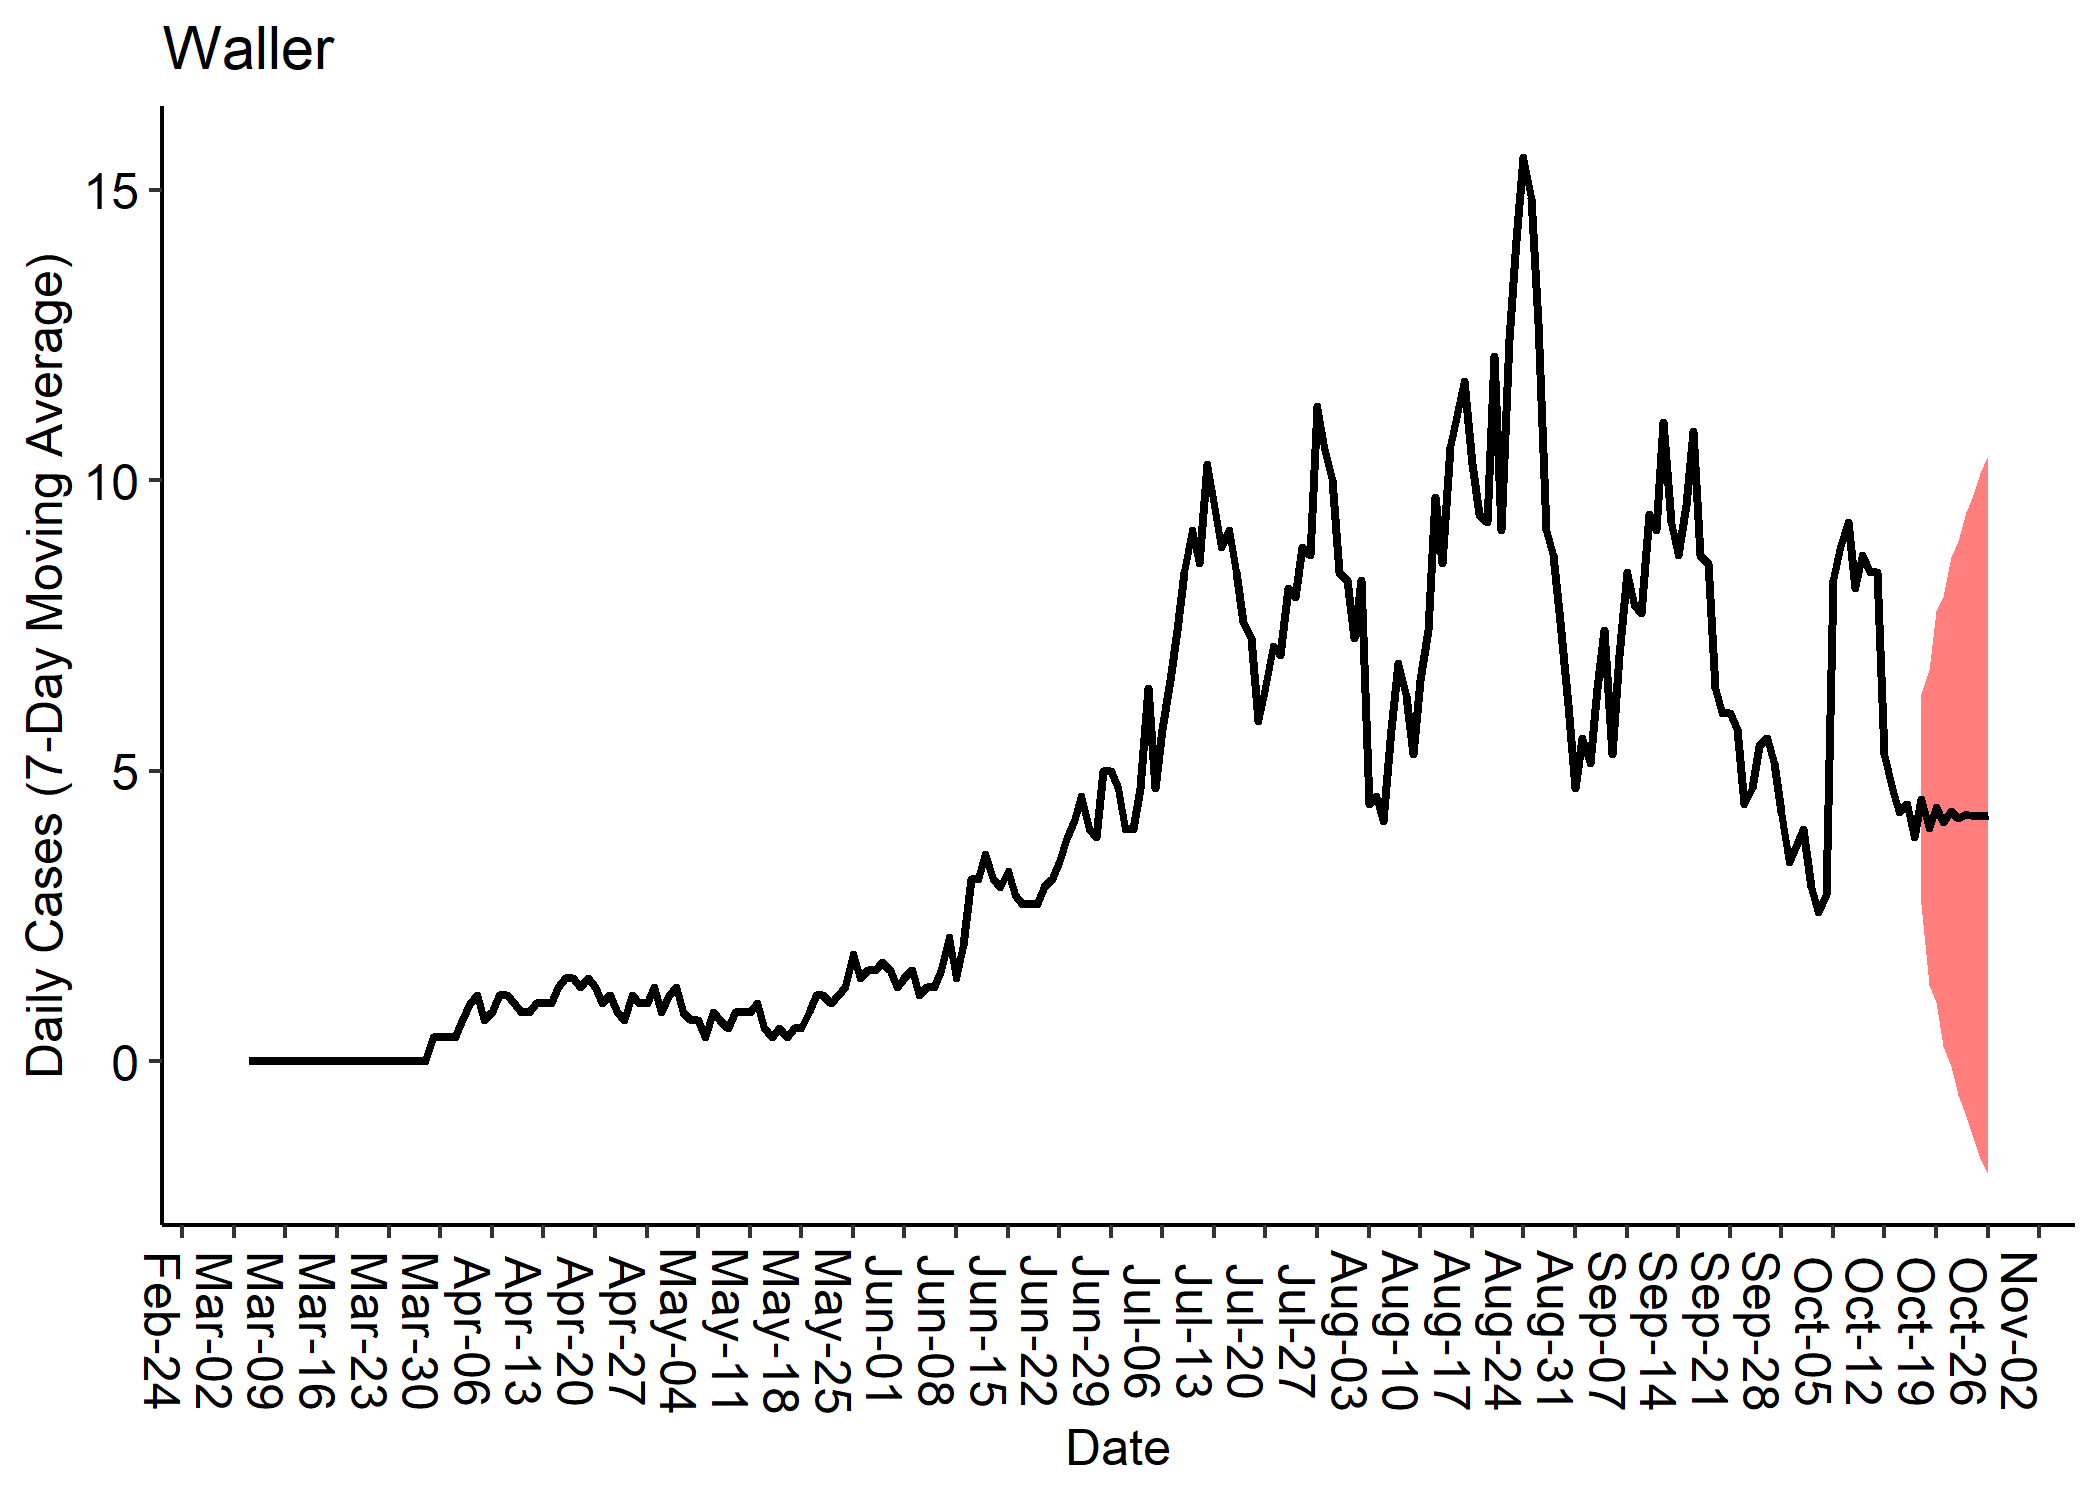 Waller
Daily Cases (7-Day Moving Average)
15
10
5
0
Feb-24
Mar-02
Mar-09
Mar-16
Mar-23
Mar-30
Apr-06
Apr-13
Apr-20
Apr-27
May-04
May-11
May-18
May-25
Jun-01
Jun-08
Jun-15
Jun-22
Jun-29
Jul-06
Jul-13
Jul-20
Jul-27
Aug-03
Aug-10
Aug-17
Aug-24
Aug-31
Sep-07
Sep-14
Sep-21
Sep-28
Oct-05
Oct-12
Oct-19
Oct-26
Nov-02
Date